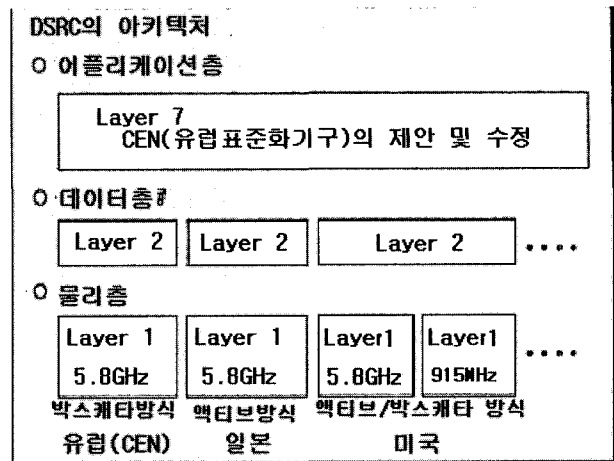 DSRC의 아키텍처
O 어플리케이션층
Layer 7
CEN(유럽표준화기구)의 제안 및 수정
O 데이터층
Layer 2 Layer 2 Layer 2 ....
O 물리층
Layer 1 Layer 1 Layer1 Layer1 ....
5.8GHz 5.8GHz 5.8GHz 915MHz
박스캐타방식 액티브방식 액티브/박스캐타 방식
유럽(CEN) 일본 미국